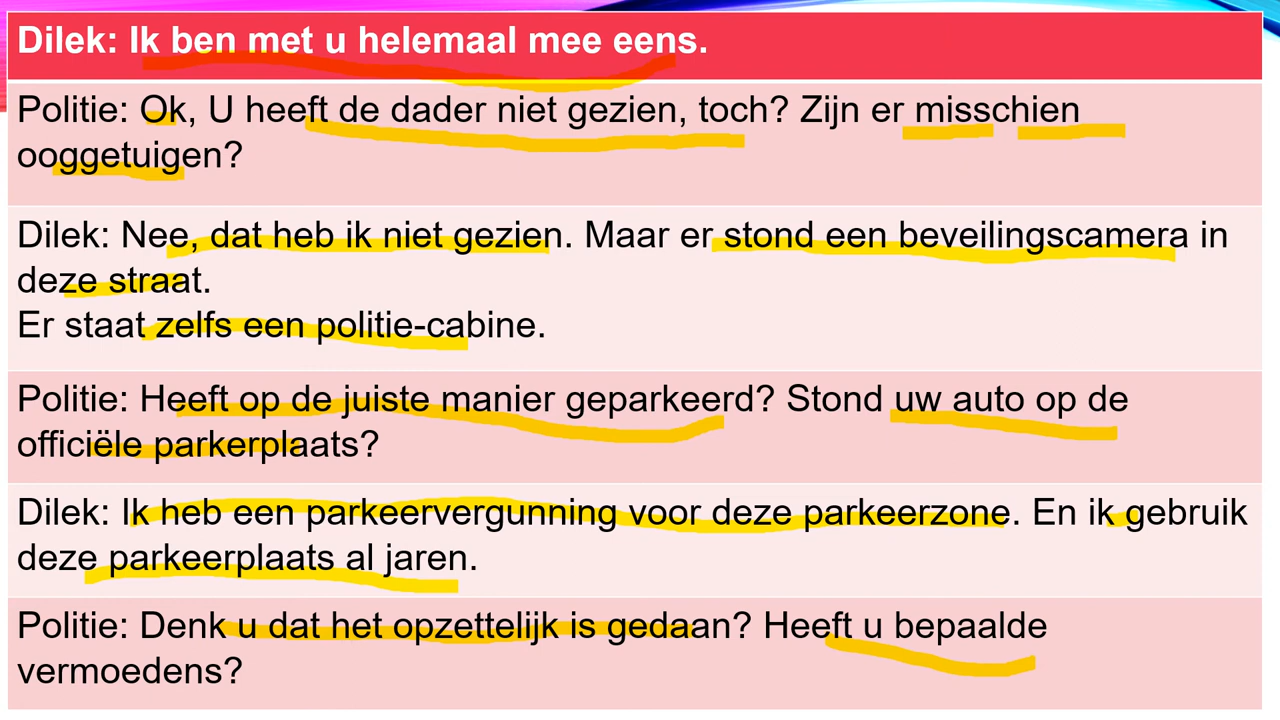 Dilek: Ik ben met u helemaal mee eens.
Politie: Ok, U heeft de dader niet gezien, toch? Zijn er misschien
ooggetuigen?
Dilek: Nee, dat heb ik niet gezien. Maar er stond een beveilingscamera in
deze straat.
Er staat zelfs een politie-cabine.
Politie: Heeft op de juiste manier geparkeerd? Stond uw auto op de
officiële parkerplaats?
Dilek: Ik heb een parkeervergunning voor deze parkeerzone. En ik gebruik
deze parkeerplaats al jaren.
Politie: Denk u dat het opzettelijk is gedaan? Heeft u bepaalde
vermoedens?